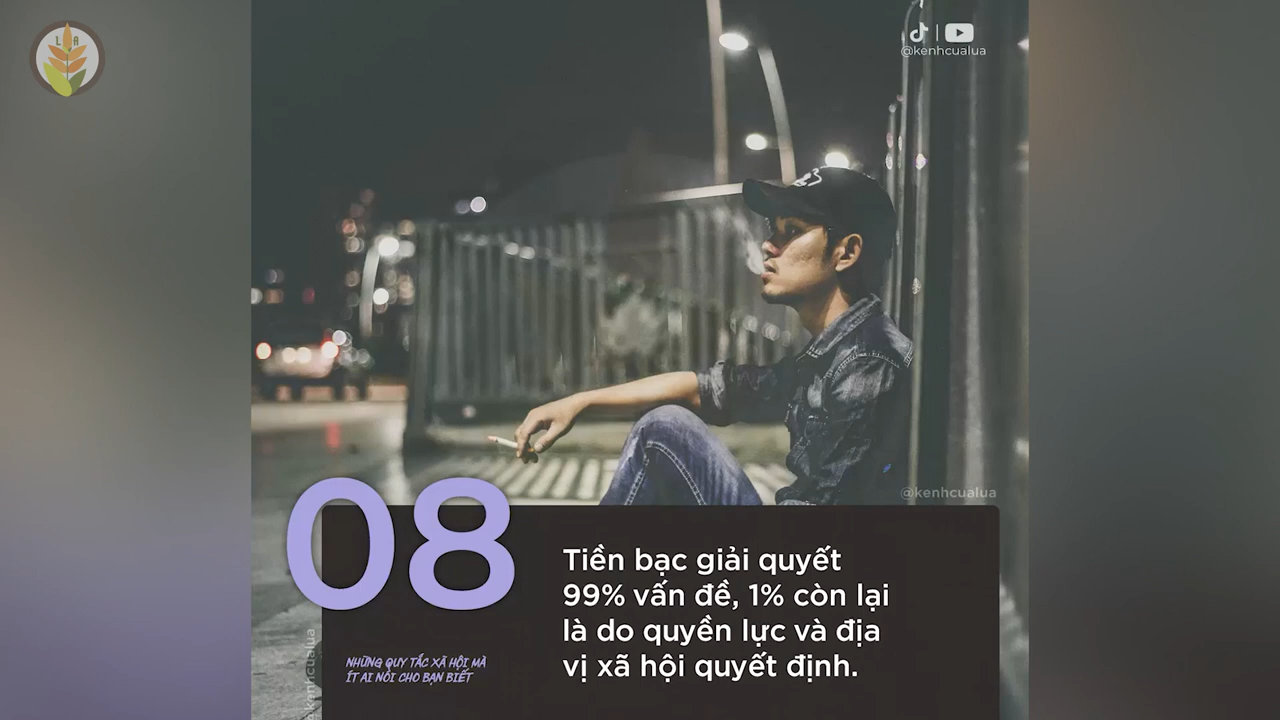 L A
@kenhcualua
@kenhcualua
08
Tiền bạc giải quyết
99% vấn đề, 1% còn lại
là do quyền lực và địa
vị xã hội quyết định.
NHỮNG QUY TẮC XÃ HỘI MÀ
ÍT AI NÓI CHO BẠN BIẾT
@kenhcualua